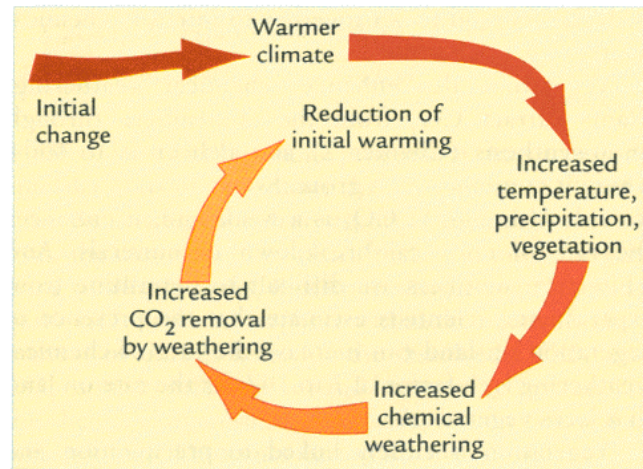 Warmer
climate
Initial
change
Reduction of
initial warming
Increased
temperature,
precipitation,
vegetation
Increased
CO₂ removal
by weathering
Increased
chemical
weathering